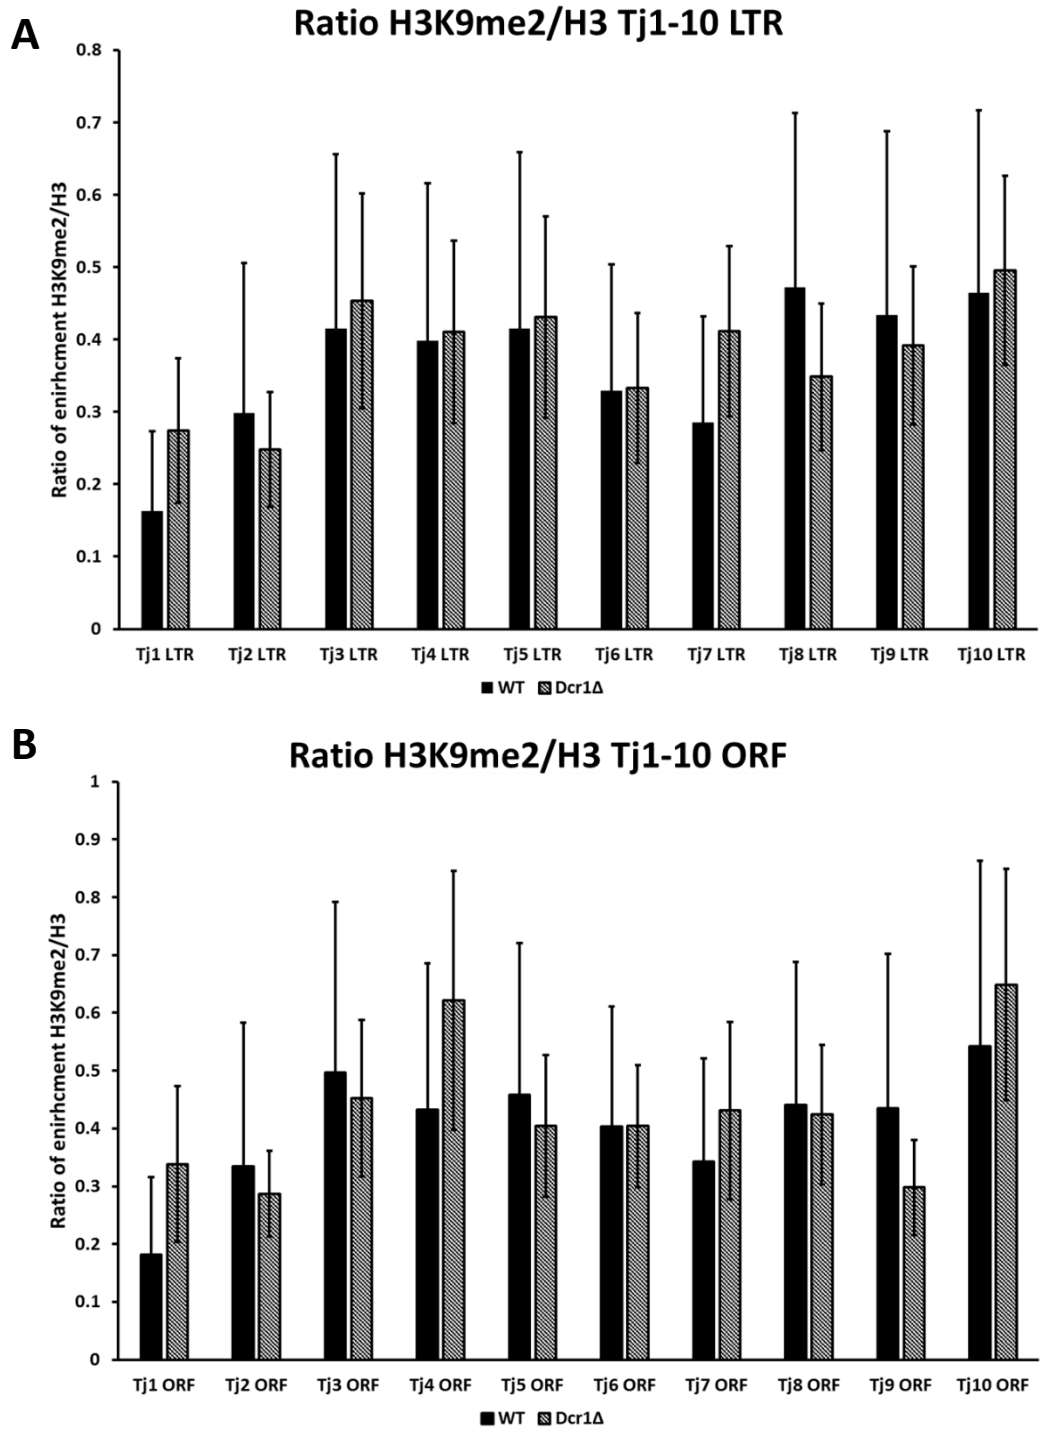 A
Ratio H3K9me2/H3 Tj1-10 LTR
Ratio of enirhcment H3K9me2/H3
0.8
0.7
0.6
0.5
0.4
0.3
0.2
0.1
0
Tj1 LTR Tj2 LTR Tj3 LTR Tj4 LTR Tj5 LTR Tj6 LTR Tj7 LTR Tj8 LTR Tj9 LTR Tj10 LTR
WT Dcr1Δ
B
Ratio H3K9me2/H3 Tj1-10 ORF
Ratio of enirhcment H3K9me2/H3
1
0.9
0.8
0.7
0.6
0.5
0.4
0.3
0.2
0.1
0
Tj1 ORF Tj2 ORF Tj3 ORF Tj4 ORF Tj5 ORF Tj6 ORF Tj7 ORF Tj8 ORF Tj9 ORF Tj10 ORF
WT Dcr1Δ